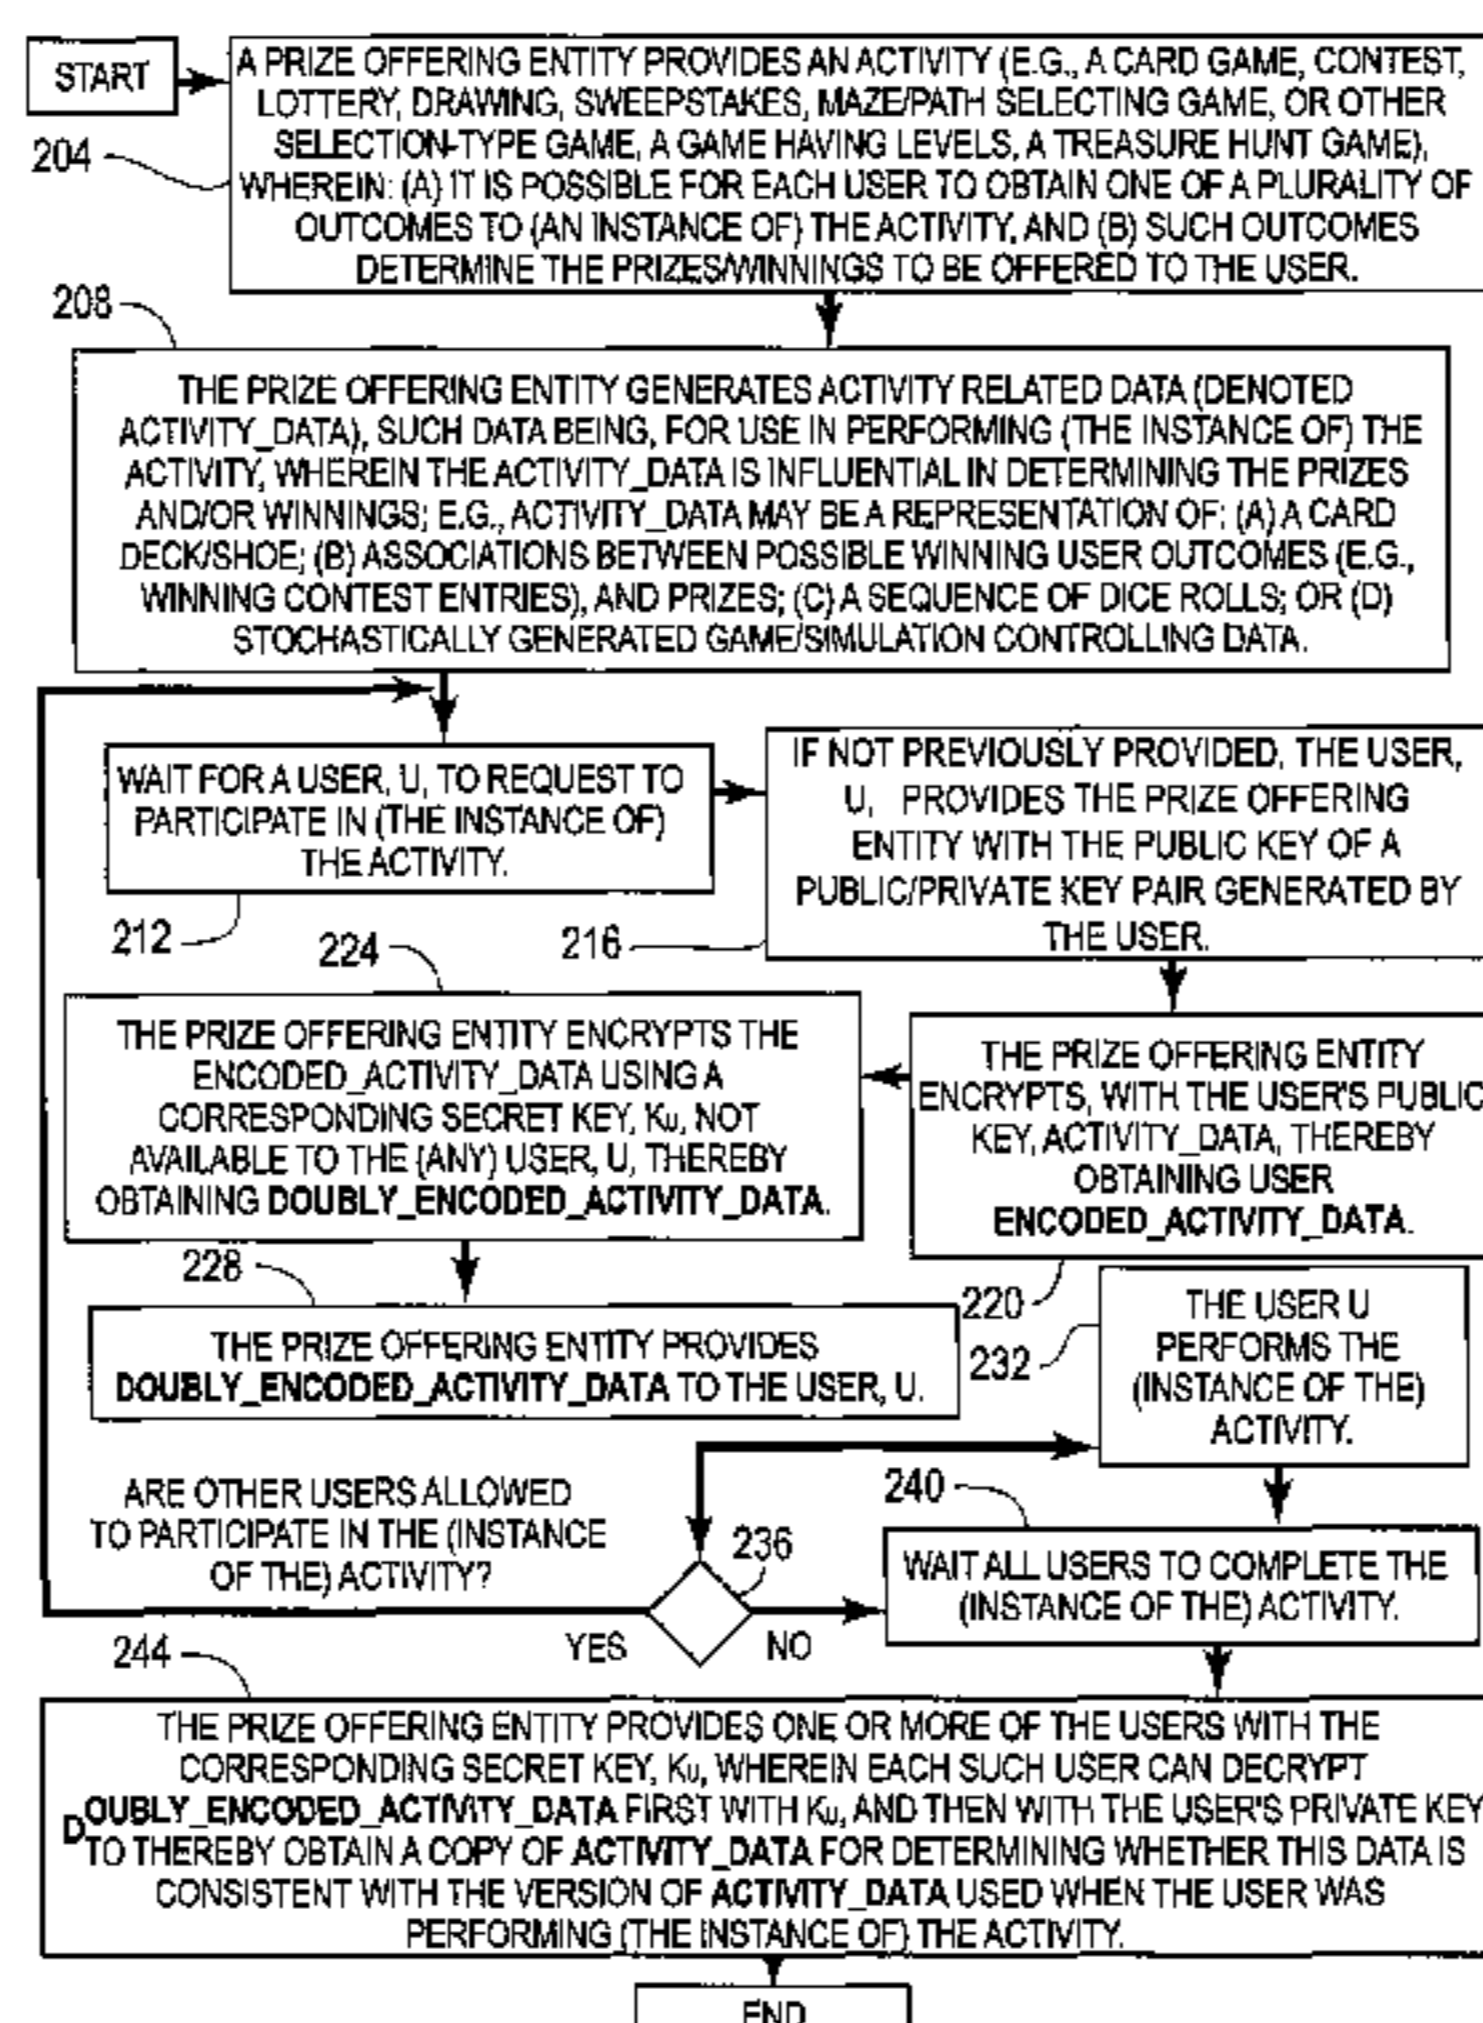 START
A PRIZE OFFERING ENTITY PROVIDES AN ACTIVITY (E.G., A CARD GAME, CONTEST,
LOTTERY, DRAWING, SWEEPSTAKES, MAZE/PATH SELECTING GAME, OR OTHER
SELECTION-TYPE GAME, A GAME HAVING LEVELS, A TREASURE HUNT GAME),
WHEREIN: (A) IT IS POSSIBLE FOR EACH USER TO OBTAIN ONE OF A PLURALITY OF
OUTCOMES TO (AN INSTANCE OF) THE ACTIVITY, AND (B) SUCH OUTCOMES
DETERMINE THE PRIZES/WINNINGS TO BE OFFERED TO THE USER.
204
208
THE PRIZE OFFERING ENTITY GENERATES ACTIVITY RELATED DATA (DENOTED
ACTIVITY_DATA), SUCH DATA BEING, FOR USE IN PERFORMING (THE INSTANCE OF) THE
ACTIVITY, WHEREIN THE ACTIVITY_DATA IS INFLUENTIAL IN DETERMINING THE PRIZES
AND/OR WINNINGS; E.G., ACTIVITY_DATA MAY BE A REPRESENTATION OF: (A) A CARD
DECK/SHOE; (B) ASSOCIATIONS BETWEEN POSSIBLE WINNING USER OUTCOMES (E.G.,
WINNING CONTEST ENTRIES), AND PRIZES; (C) A SEQUENCE OF DICE ROLLS; OR (D)
STOCHASTICALLY GENERATED GAME/SIMULATION CONTROLLING DATA.
WAIT FOR A USER, U, TO REQUEST TO
PARTICIPATE IN (THE INSTANCE OF)
THE ACTIVITY.
212
IF NOT PREVIOUSLY PROVIDED, THE USER,
U, PROVIDES THE PRIZE OFFERING
ENTITY WITH THE PUBLIC KEY OF A
PUBLIC/PRIVATE KEY PAIR GENERATED BY
THE USER.
216
224
THE PRIZE OFFERING ENTITY
ENCRYPTS, WITH THE USER'S PUBLIC
KEY, ACTIVITY_DATA, THEREBY
OBTAINING USER
ENCODED_ACTIVITY_DATA.
220
THE PRIZE OFFERING ENTITY ENCRYPTS THE
ENCODED_ACTIVITY_DATA USING A
CORRESPONDING SECRET KEY, KU, NOT
AVAILABLE TO THE (ANY) USER, U, THEREBY
OBTAINING DOUBLY_ENCODED_ACTIVITY_DATA.
228
THE PRIZE OFFERING ENTITY PROVIDES
DOUBLY_ENCODED_ACTIVITY_DATA TO THE USER, U.
232
THE USER U
PERFORMS THE
(INSTANCE OF THE)
ACTIVITY.
ARE OTHER USERS ALLOWED
TO PARTICIPATE IN THE (INSTANCE
OF THE) ACTIVITY?
236
YES
NO
240
WAIT ALL USERS TO COMPLETE THE
(INSTANCE OF THE) ACTIVITY.
244
THE PRIZE OFFERING ENTITY PROVIDES ONE OR MORE OF THE USERS WITH THE
CORRESPONDING SECRET KEY, KU, WHEREIN EACH SUCH USER CAN DECRYPT
DOUBLY_ENCODED_ACTIVITY_DATA FIRST WITH KU, AND THEN WITH THE USER'S PRIVATE KEY
TO THEREBY OBTAIN A COPY OF ACTIVITY_DATA FOR DETERMINING WHETHER THIS DATA IS
CONSISTENT WITH THE VERSION OF ACTIVITY_DATA USED WHEN THE USER WAS
PERFORMING (THE INSTANCE OF) THE ACTIVITY.
END